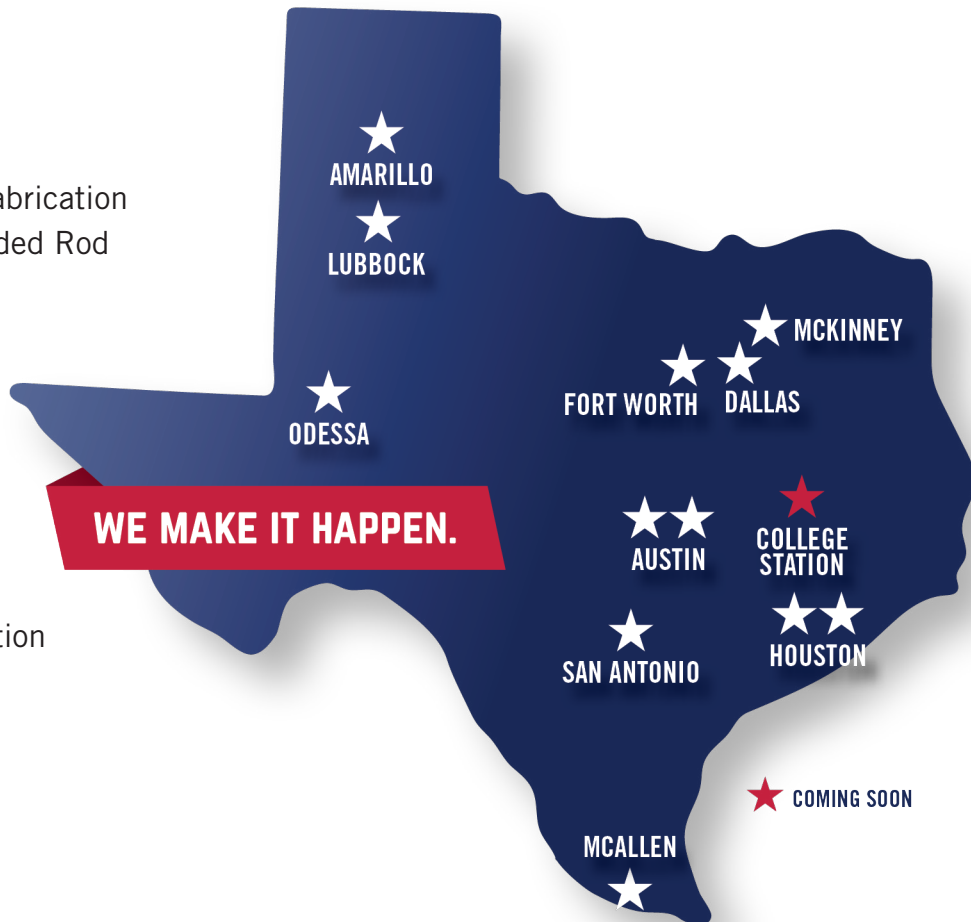 AMARILLO
abrication
ded Rod
LUBBOCK
MCKINNEY
FORT WORTH
DALLAS
ODESSA
WE MAKE IT HAPPEN.
AUSTIN
COLLEGE
STATION
tion
SAN ANTONIO
HOUSTON
COMING SOON
MCALLEN